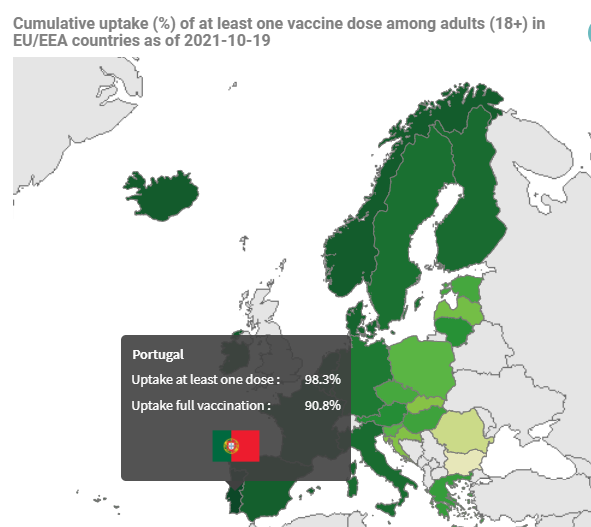 Cumulative uptake (%) of at least one vaccine dose among adults (18+) in
EU/EEA countries as of 2021-10-19
Portugal
Uptake at least one dose : 98.3%
Uptake full vaccination : 90.8%